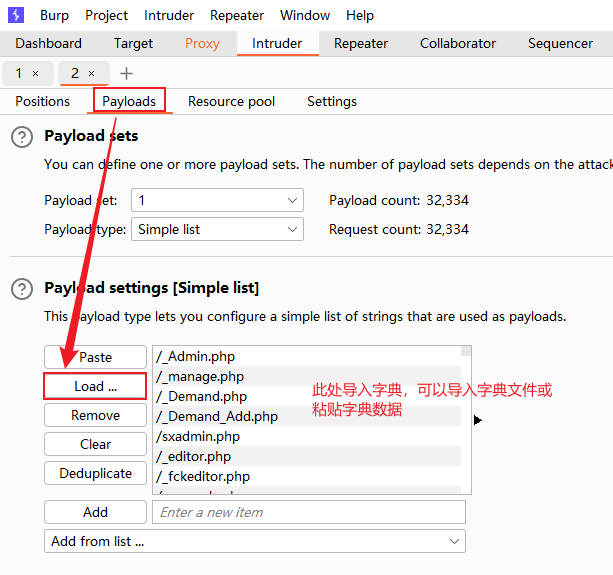 Burp Project Intruder Repeater Window Help
Dashboard Target Proxy Intruder Repeater Collaborator Sequencer
1 × 2 × +
Positions Payloads Resource pool Settings
? Payload sets
You can define one or more payload sets. The number of payload sets depends on the attack
Payload set: 1 Payload count: 32,334
Payload type: Simple list Request count: 32,334
? Payload settings [Simple list]
This payload type lets you configure a simple list of strings that are used as payloads.
Paste /_Admin.php
/_manage.php
Load ... /_Demand.php
此处导入字典，可以导入字典文件或
粘贴字典数据
Remove /_Demand_Add.php
/sxadmin.php
Clear /_editor.php
Deduplicate /_fckeditor.php
Add Enter a new item
Add from list ...